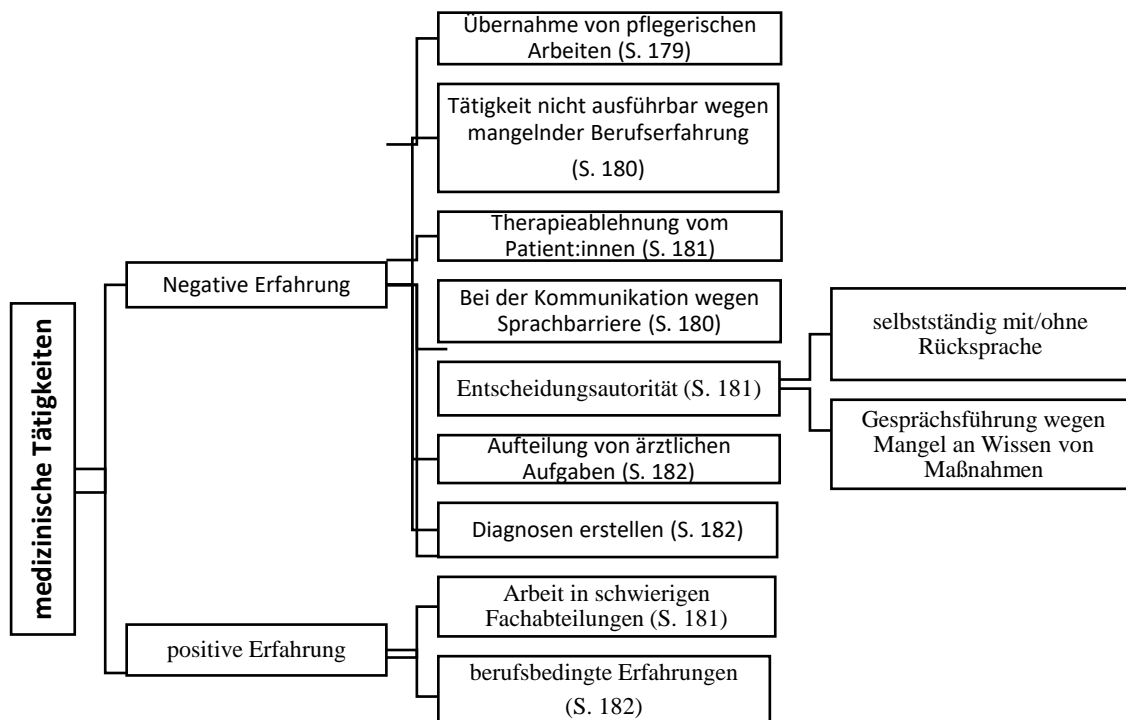 medizinische Tätigkeiten
Negative Erfahrung
Übernahme von pflegerischen
Arbeiten (S. 179)
Tätigkeit nicht ausführbar wegen
mangelnder Berufserfahrung
(S. 180)
Therapieablehnung vom
Patient:innen (S. 181)
Bei der Kommunikation wegen
Sprachbarriere (S. 180)
Entscheidungsautorität (S. 181)
selbstständig mit/ohne
Rücksprache
Gesprächsführung wegen
Mangel an Wissen von
Maßnahmen
Aufteilung von ärztlichen
Aufgaben (S. 182)
Diagnosen erstellen (S. 182)
positive Erfahrung
Arbeit in schwierigen
Fachabteilungen (S. 181)
berufsbedingte Erfahrungen
(S. 182)